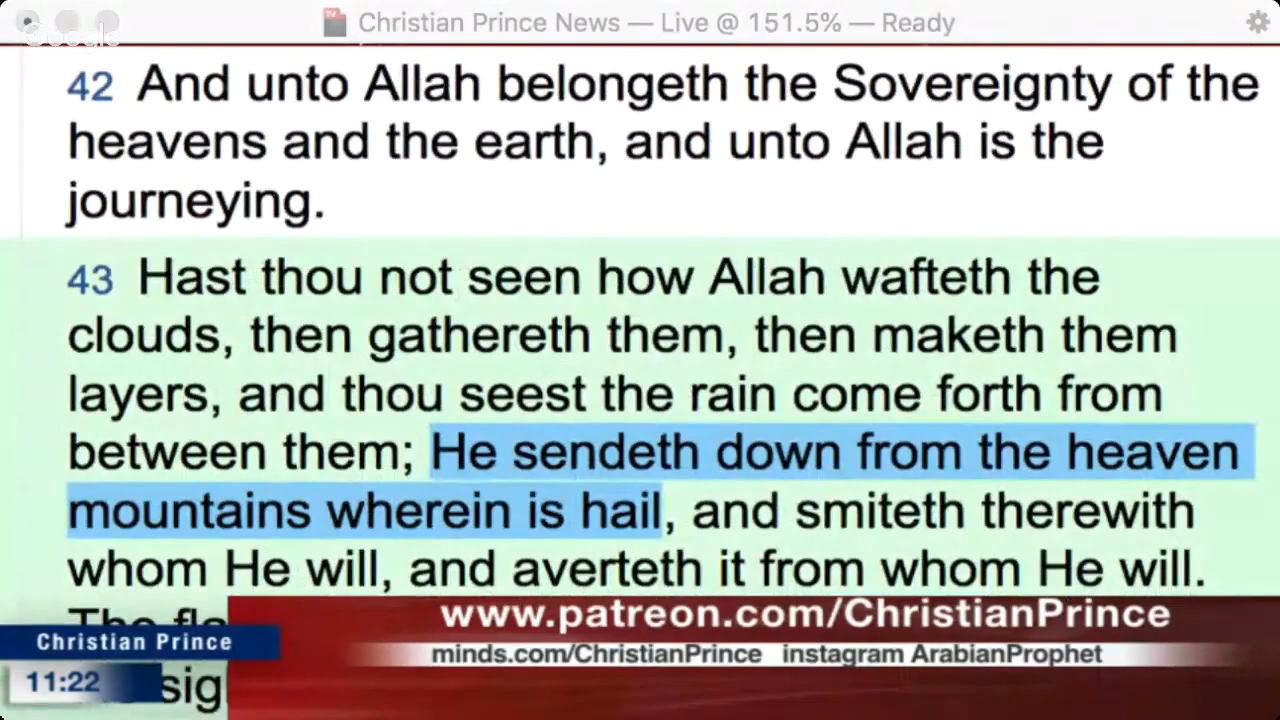 Christian Prince News — Live @ 151.5% — Ready
Google
42 And unto Allah belongeth the Sovereignty of the
heavens and the earth, and unto Allah is the
journeying.
43 Hast thou not seen how Allah wafteth the
clouds, then gathereth them, then maketh them
layers, and thou seest the rain come forth from
between them; He sendeth down from the heaven
mountains wherein is hail, and smiteth therewith
whom He will, and averteth it from whom He will.
The
www.patreon.com/ChristianPrince
Christian Prince
minds.com/ChristianPrince instagram ArabianProphet
11:22